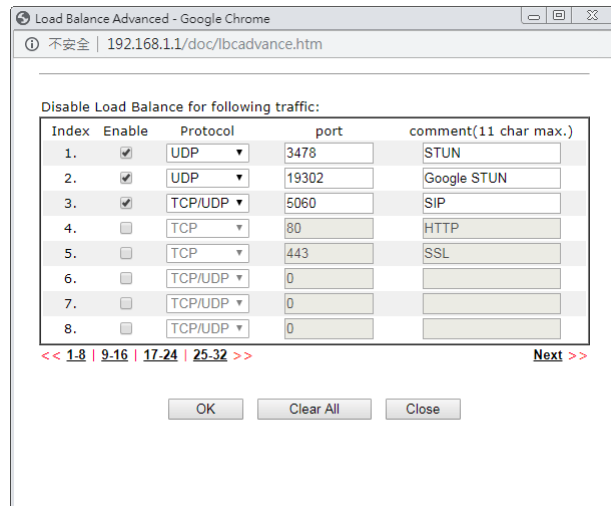 Load Balance Advanced - Google Chrome
不安全 | 192.168.1.1/doc/lbcadvance.htm
Disable Load Balance for following traffic:
Index Enable Protocol port comment(11 char max.)
1. UDP 3478 STUN
2. UDP 19302 Google STUN
3. TCP/UDP 5060 SIP
4. TCP 80 HTTP
5. TCP 443 SSL
6. TCP/UDP 0
7. TCP/UDP 0
8. TCP/UDP 0
<< 1-8 | 9-16 | 17-24 | 25-32 >> Next >>
OK Clear All Close